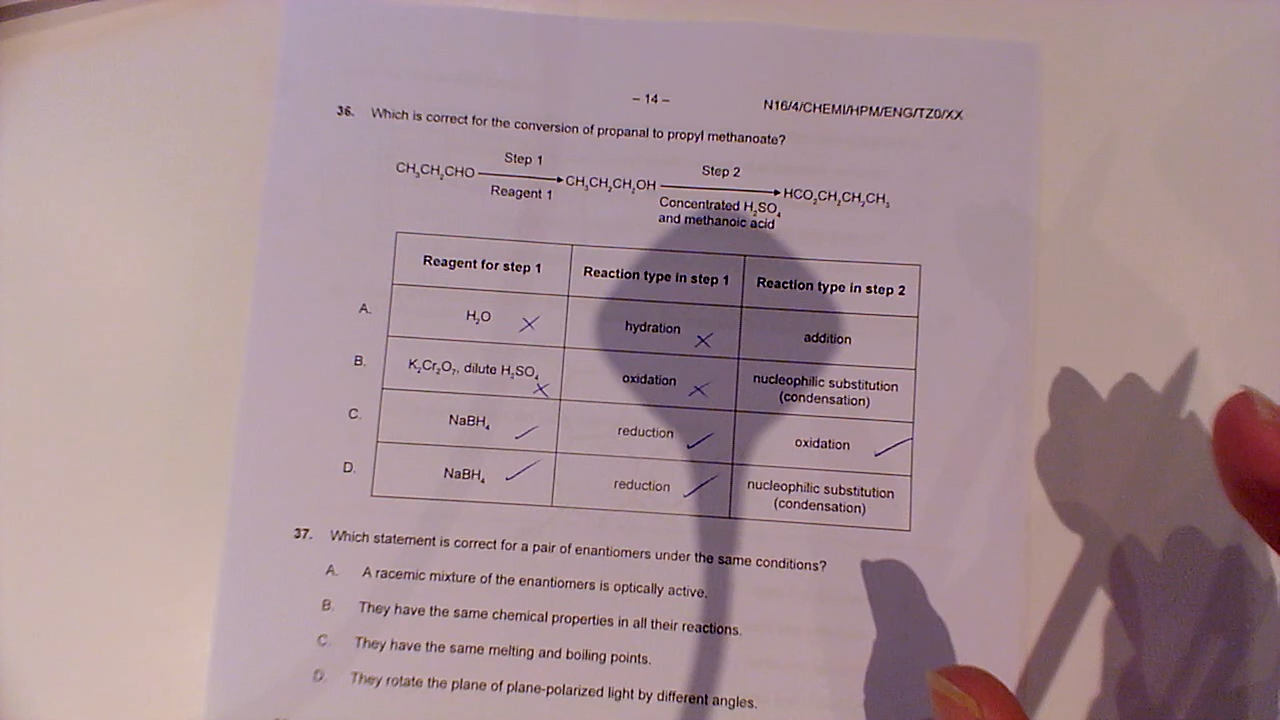 – 14 –
N16/4/CHEMI/HPM/ENG/TZ0/XX
36. Which is correct for the conversion of propanal to propyl methanoate?
CH₃CH₂CHO Step 1 Reagent 1 CH₃CH₂CH₂OH Step 2 Concentrated H₂SO₄ and methanoic acid HCO₂CH₂CH₂CH₃
Reagent for step 1 Reaction type in step 1 Reaction type in step 2
A. H₂O hydration addition
B. K₂Cr₂O₇, dilute H₂SO₄ oxidation nucleophilic substitution (condensation)
C. NaBH₄ reduction oxidation
D. NaBH₄ reduction nucleophilic substitution (condensation)
37. Which statement is correct for a pair of enantiomers under the same conditions?
A. A racemic mixture of the enantiomers is optically active.
B. They have the same chemical properties in all their reactions.
C. They have the same melting and boiling points.
D. They rotate the plane of plane-polarized light by different angles.